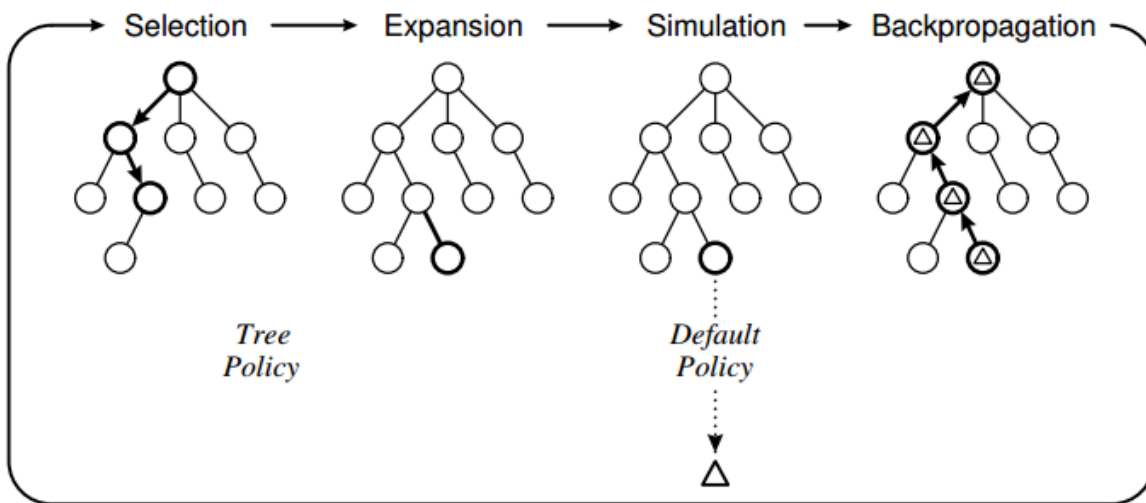 Selection
Expansion
Simulation
Backpropagation
Tree
Policy
Default
Policy